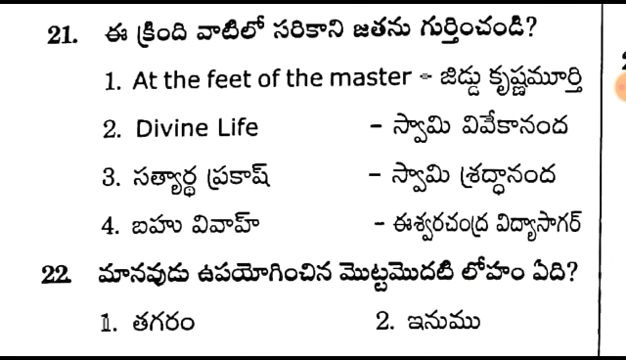 21. ఈ క్రింది వాటిలో సరికాని జతను గుర్తించండి?
1. At the feet of the master - జిడ్డు కృష్ణమూర్తి
2. Divine Life - స్వామి వివేకానంద
3. సత్యార్థ ప్రకాష్ - స్వామి శ్రద్ధానంద
4. బహు వివాహ్ - ఈశ్వరచంద్ర విద్యాసాగర్
22 మానవుడు ఉపయోగించిన మొట్టమొదటి లోహం ఏది?
1. తగరం 2. ఇనుము